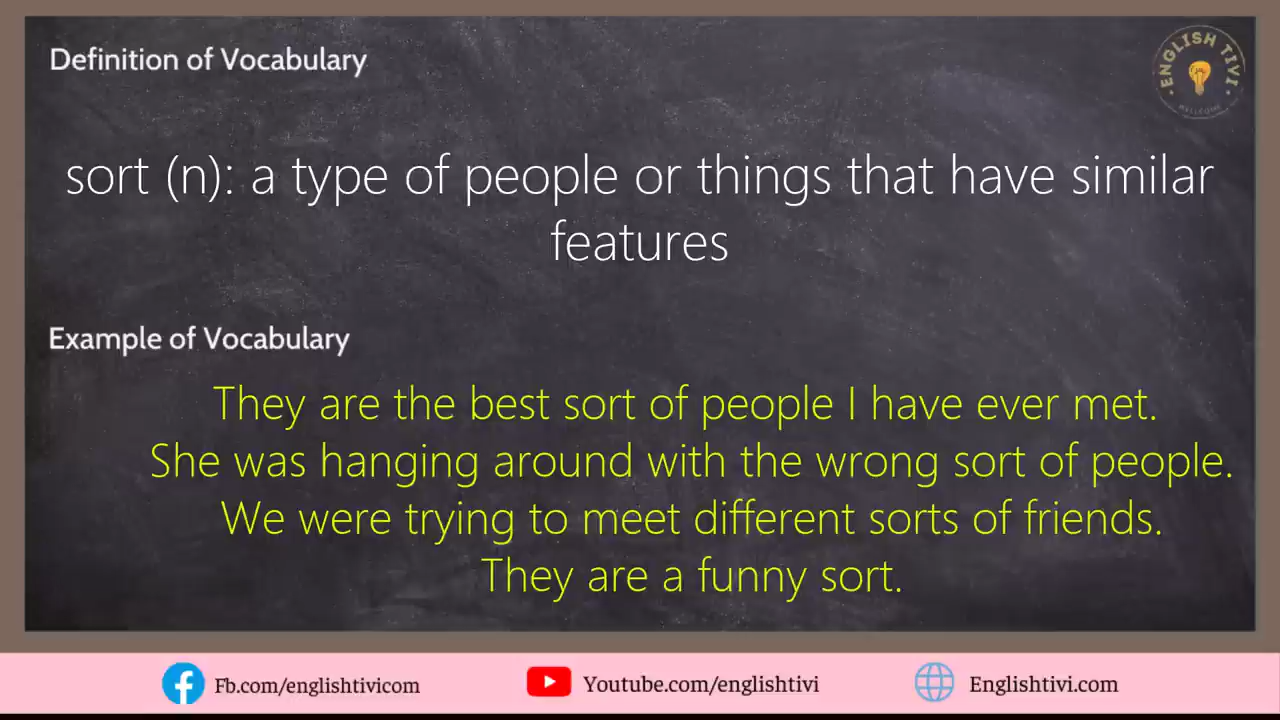 Definition of Vocabulary
ENGLISH TIVI
WELLCOME
sort (n): a type of people or things that have similar
features
Example of Vocabulary
They are the best sort of people I have ever met.
She was hanging around with the wrong sort of people.
We were trying to meet different sorts of friends.
They are a funny sort.
Fb.com/englishtivicom
Youtube.com/englishtivi
Englishtivi.com